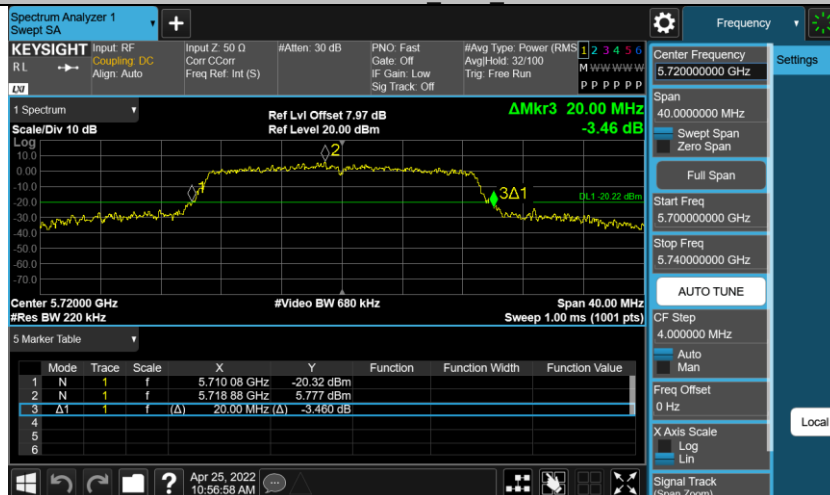 Spectrum Analyzer 1
Swept SA
+
Frequency
KEYSIGHT
RL
LXI
Input: RF
Coupling: DC
Align: Auto
Input Z: 50 Ω
Corr CCorr
Freq Ref: Int (S)
#Atten: 30 dB
PNO: Fast
Gate: Off
IF Gain: Low
Sig Track: Off
#Avg Type: Power (RMS
Avg|Hold: 32/100
Trig: Free Run
1 2 3 4 5 6
M W W W W W
P P P P P P
1 Spectrum
Scale/Div 10 dB
Ref Lvl Offset 7.97 dB
Ref Level 20.00 dBm
ΔMkr3 20.00 MHz
-3.46 dB
Log
10.0
0.00
-10.0
-20.0
-30.0
-40.0
-50.0
-60.0
-70.0
1
2
3Δ1
DL1 -20.22 dBm
Center 5.72000 GHz
#Res BW 220 kHz
#Video BW 680 kHz
Span 40.00 MHz
Sweep 1.00 ms (1001 pts)
5 Marker Table
Mode Trace Scale X Y Function Function Width Function Value
1 N 1 f 5.710 08 GHz -20.32 dBm
2 N 1 f 5.718 88 GHz 5.777 dBm
3 Δ1 1 f (Δ) 20.00 MHz (Δ) -3.460 dB
4
5
6
?
Apr 25, 2022
10:56:58 AM
Center Frequency
5.720000000 GHz
Span
40.0000000 MHz
Swept Span
Zero Span
Full Span
Start Freq
5.700000000 GHz
Stop Freq
5.740000000 GHz
AUTO TUNE
CF Step
4.000000 MHz
Auto
Man
Freq Offset
0 Hz
X Axis Scale
Log
Lin
Signal Track
(Span Zoom)
Settings
Local